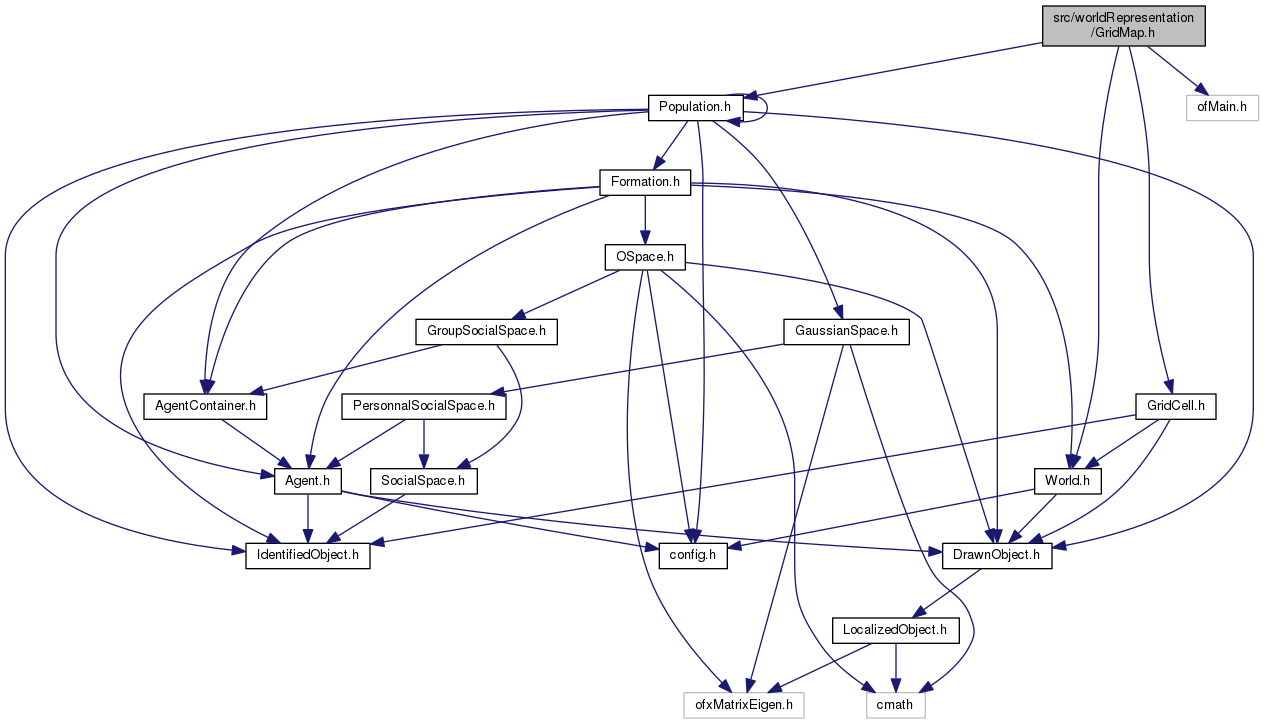 src/worldRepresentation
/GridMap.h
Population.h
ofMain.h
Formation.h
OSpace.h
GroupSocialSpace.h
GaussianSpace.h
AgentContainer.h
PersonnalSocialSpace.h
GridCell.h
Agent.h
SocialSpace.h
World.h
IdentifiedObject.h
config.h
DrawnObject.h
LocalizedObject.h
ofxMatrixEigen.h
cmath